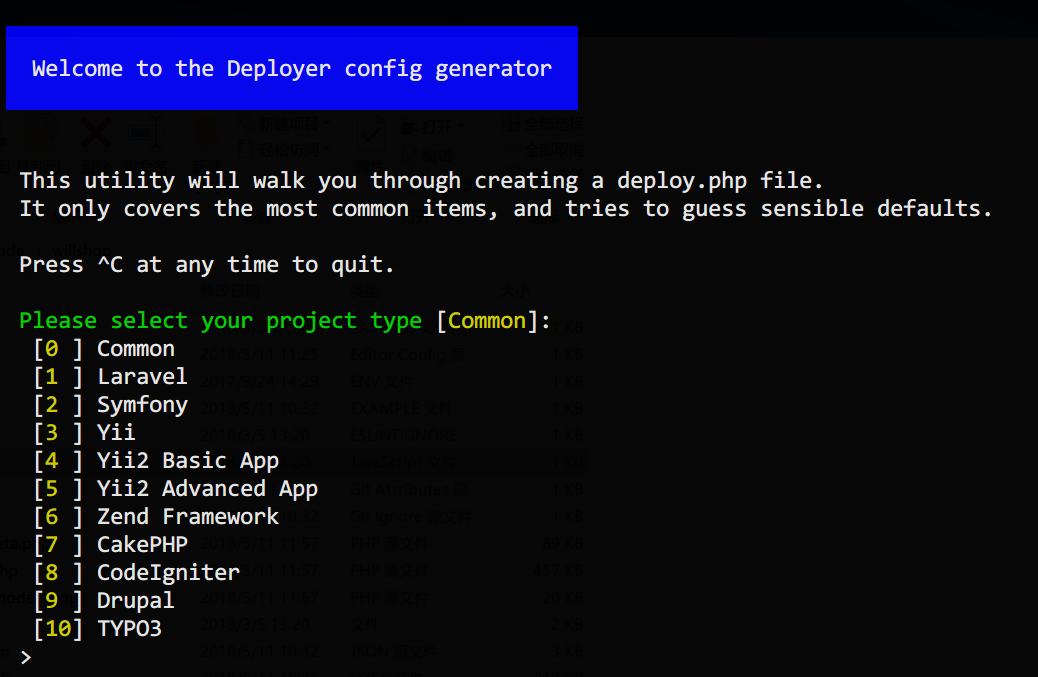 Welcome to the Deployer config generator
This utility will walk you through creating a deploy.php file.
It only covers the most common items, and tries to guess sensible defaults.
Press ^C at any time to quit.
Please select your project type [Common]:
[0 ] Common
[1 ] Laravel
[2 ] Symfony
[3 ] Yii
[4 ] Yii2 Basic App
[5 ] Yii2 Advanced App
[6 ] Zend Framework
[7 ] CakePHP
[8 ] CodeIgniter
[9 ] Drupal
[10] TYPO3
>